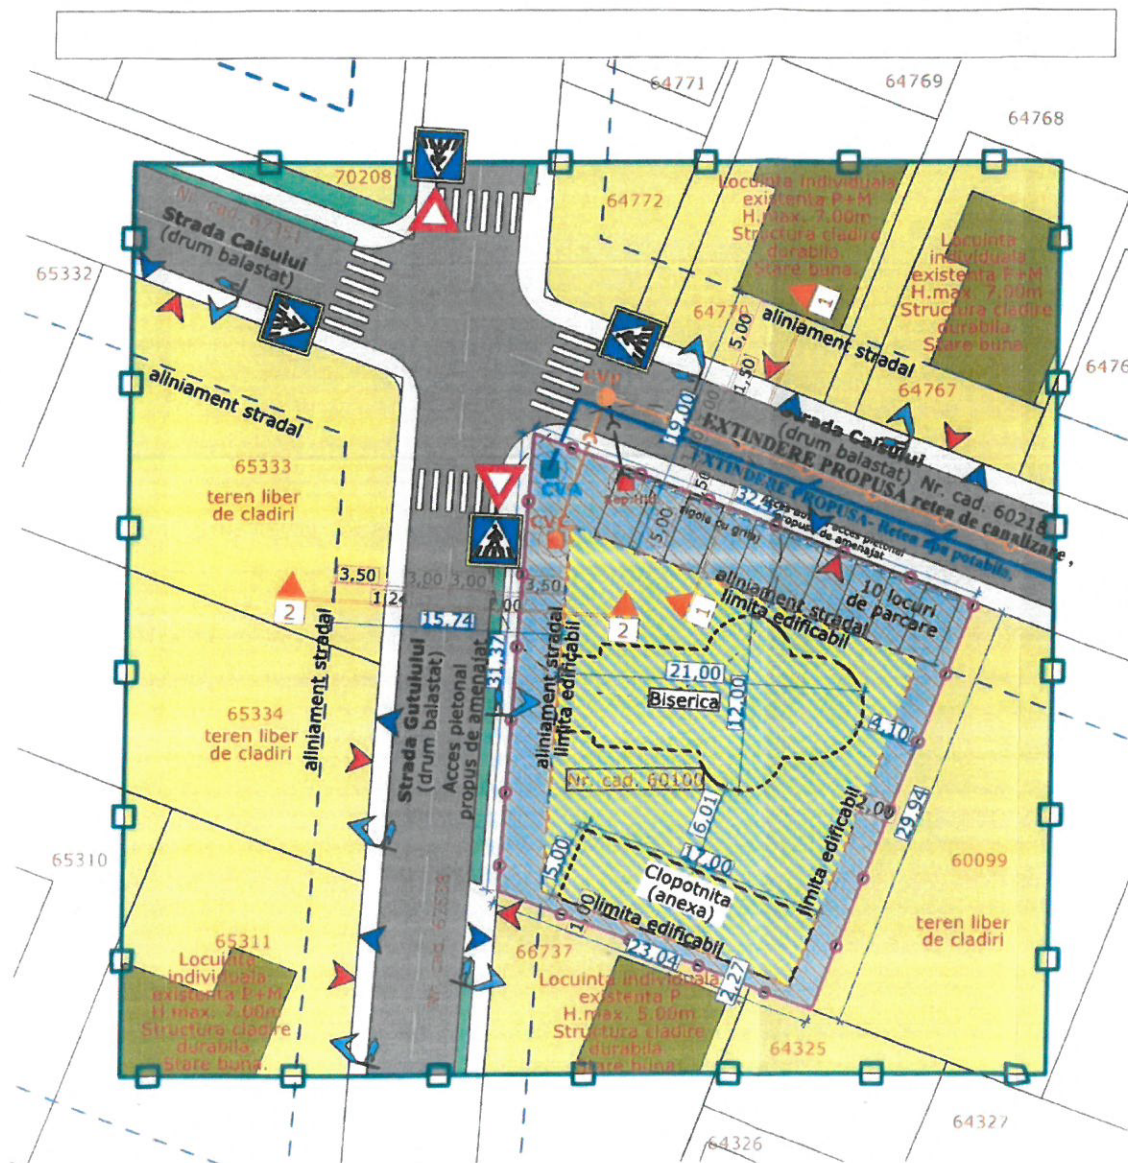 64771
64769
64768
70208
64772
Locuinta individuala
existenta P+M
H.max. 7.00m
Structura cladire
durabila.
Stare buna.
Locuinta
individuala
existenta P+M
H.max. 7.00m
Structura cladire
durabila.
Stare buna.
Strada Caisului
(drum balastat)
65332
64770
1
aliniament stradal
5,00
1,50
64767
aliniament stradal
65333
teren liber
de cladiri
19.00
Strada Caisului
(drum balastat) Nr. cad. 60218
EXTINDERE PROPUSA retea de canalizare,
EXTINDERE PROPUSA- Retea apa potabila,
CVA
CVC
5,00
10 locuri
de parcare
aliniament stradal
limita edificabil
3,50
3,00
3,00
3,50
2
15,74
2
1
31.37
21,00
12.00
Biserica
4.10
Nr. cad. 60100
aliniament stradal
limita edificabil
aliniament stradal
65334
teren liber
de cladiri
Strada Gutuiului
(drum balastat)
Acces pietonal
propus de amenajat
6.01
17.00
5.00
2,00
29,94
limita edificabil
Clopotnita
(anexa)
limita edificabil
1,00
23,04
2,27
65310
60099
teren liber
de cladiri
65311
Locuinta
individuala
existenta P+M
H.max. 7.00m
Structura cladire
durabila.
Stare buna.
66737
Locuinta individuala
existenta P
H.max. 5.00m
Structura cladire
durabila
Stare buna
64325
64326
64327